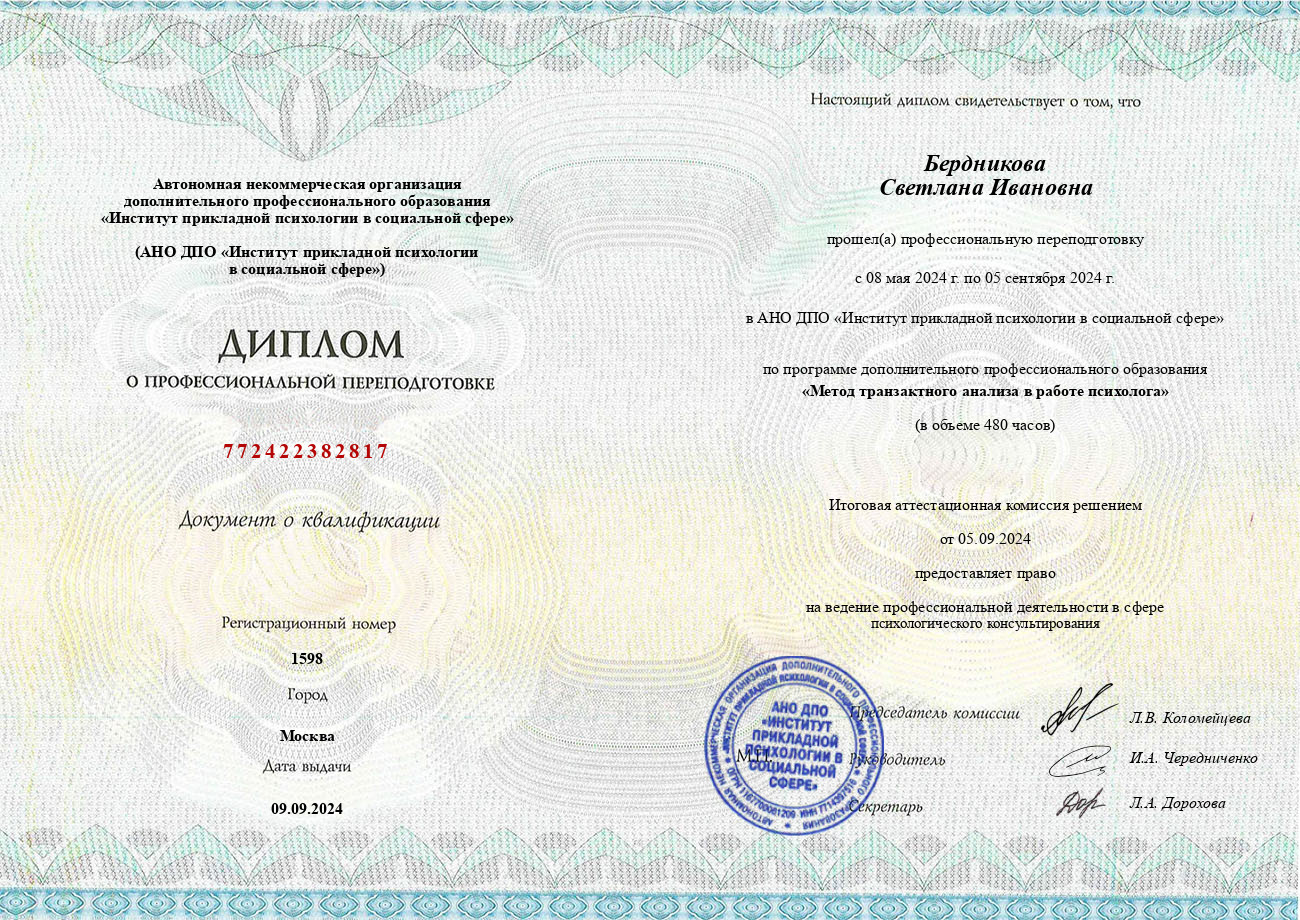 Автономная некоммерческая организация
дополнительного профессионального образования
«Институт прикладной психологии в социальной сфере»
(АНО ДПО «Институт прикладной психологии
в социальной сфере»)
ДИПЛОМ
О ПРОФЕССИОНАЛЬНОЙ ПЕРЕПОДГОТОВКЕ
772422382817
Документ о квалификации
Регистрационный номер
1598
Город
Москва
Дата выдачи
09.09.2024
Настоящий диплом свидетельствует о том, что
Бердникова
Светлана Ивановна
прошел(а) профессиональную переподготовку
с 08 мая 2024 г. по 05 сентября 2024 г.
в АНО ДПО «Институт прикладной психологии в социальной сфере»
по программе дополнительного профессионального образования
«Метод транзактного анализа в работе психолога»
(в объеме 480 часов)
Итоговая аттестационная комиссия решением
от 05.09.2024
предоставляет право
на ведение профессиональной деятельности в сфере
психологического консультирования
Председатель комиссии Л.В. Коломейцева
М.П. Руководитель И.А. Чередниченко
Секретарь Л.А. Дорохова
АВТОНОМНАЯ НЕКОММЕРЧЕСКАЯ ОРГАНИЗАЦИЯ ДОПОЛНИТЕЛЬНОГО ПРОФЕССИОНАЛЬНОГО ОБРАЗОВАНИЯ
«ИНСТИТУТ ПРИКЛАДНОЙ ПСИХОЛОГИИ В СОЦИАЛЬНОЙ СФЕРЕ»
АНО ДПО
«ИНСТИТУТ
ПРИКЛАДНОЙ
ПСИХОЛОГИИ В
СОЦИАЛЬНОЙ
СФЕРЕ»